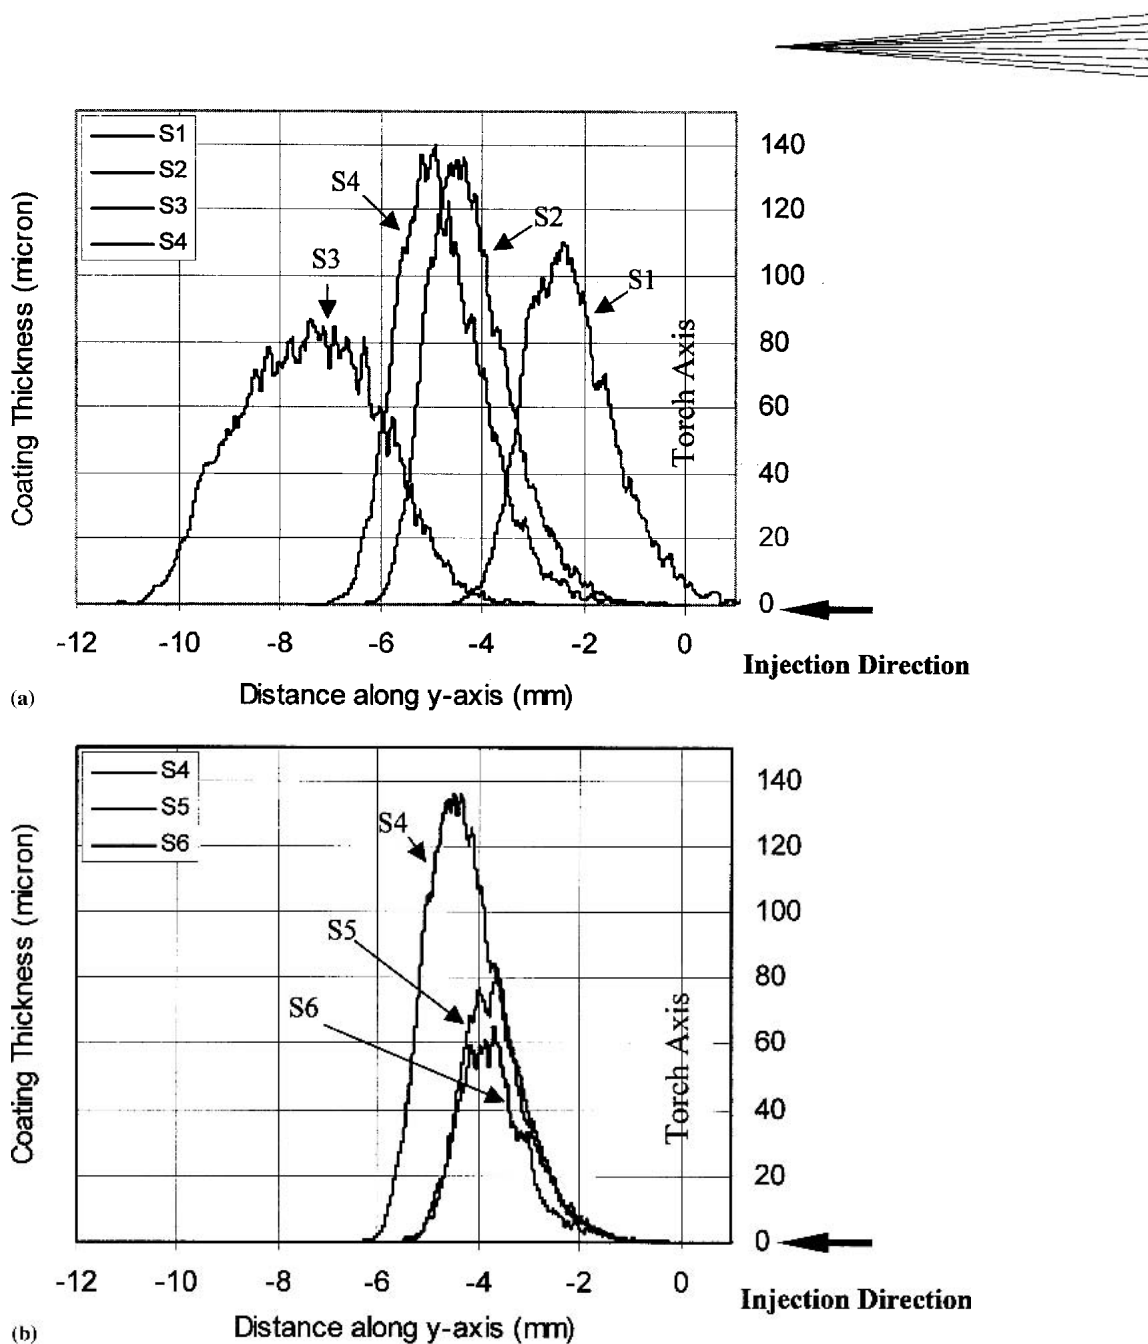 S1
S2
S3
S4
S4
S2
S3
S1
Torch Axis
Coating Thickness (micron)
140
120
100
80
60
40
20
0
-12 -10 -8 -6 -4 -2 0
Injection Direction
(a)
Distance along y-axis (mm)
S4
S5
S6
S4
S5
S6
Torch Axis
Coating Thickness (micron)
140
120
100
80
60
40
20
0
-12 -10 -8 -6 -4 -2 0
Injection Direction
(b)
Distance along y-axis (mm)